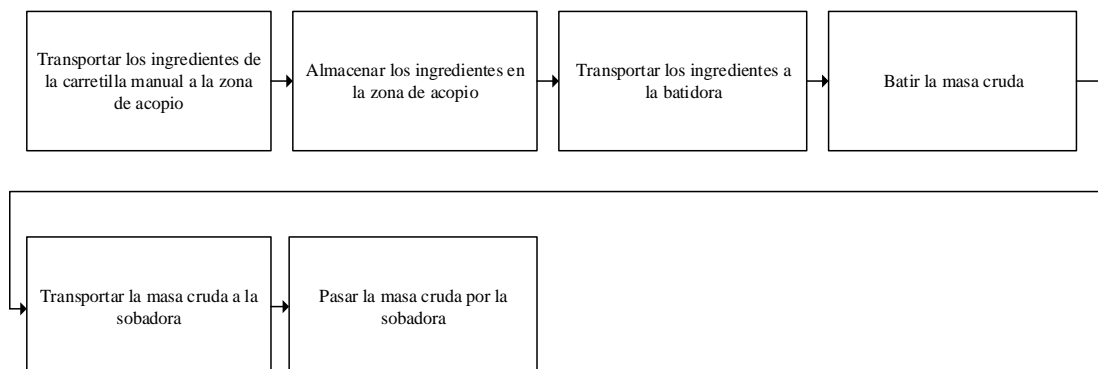 Transportar los ingredientes de
la carretilla manual a la zona
de acopio
Almacenar los ingredientes en
la zona de acopio
Transportar los ingredientes a
la batidora
Batir la masa cruda
Transportar la masa cruda a la
sobadora
Pasar la masa cruda por la
sobadora